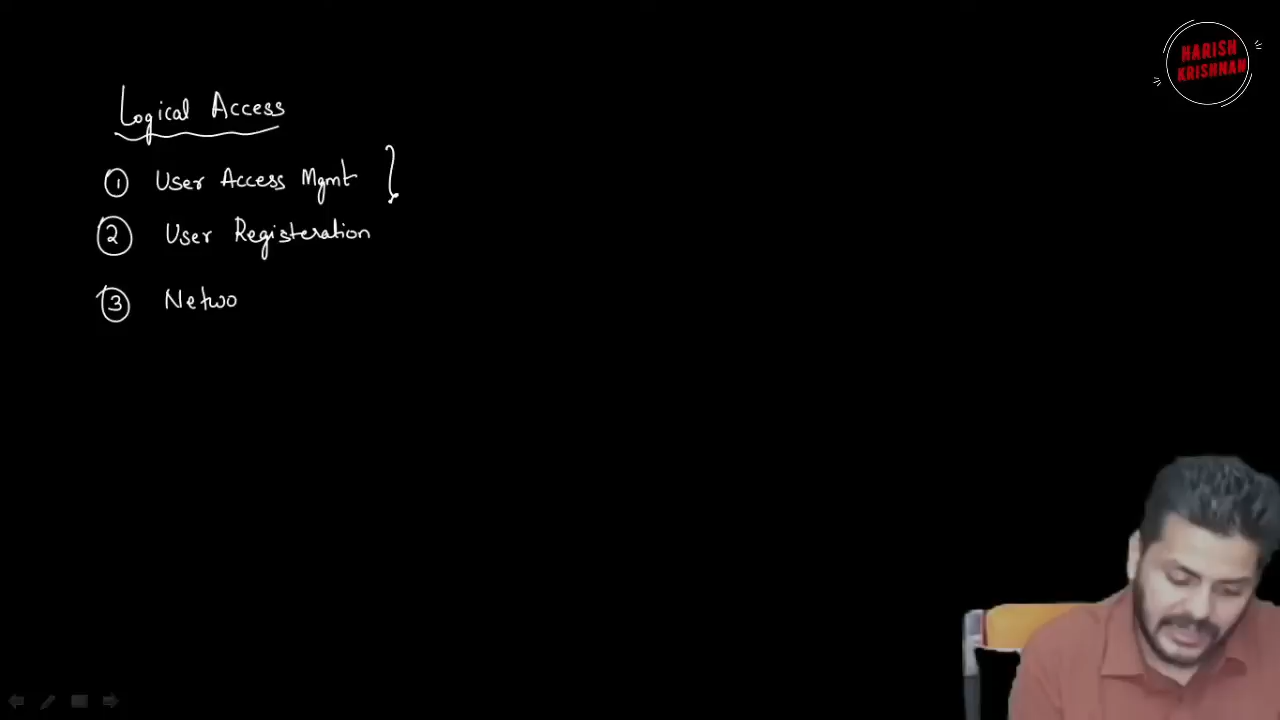 HARISH
KRISHNAN
Logical Access
1 User Access Mgmt
2 User Registeration
3 Netwo